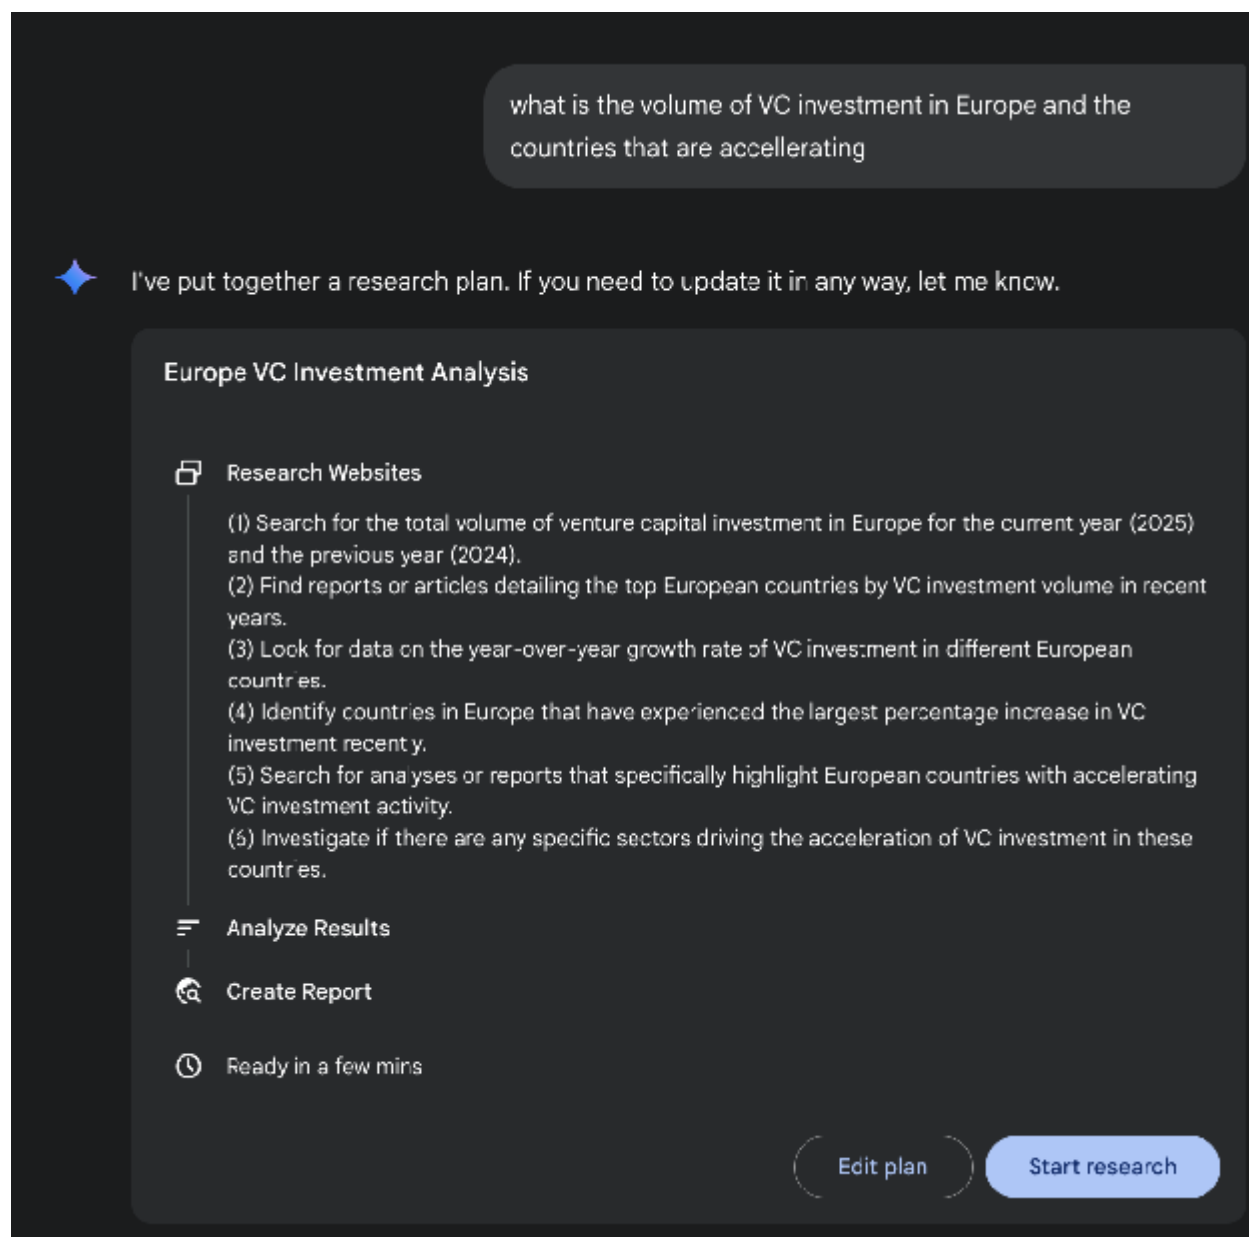 what is the volume of VC investment in Europe and the
countries that are accellerating
I've put together a research plan. If you need to update it in any way, let me know.
Europe VC Investment Analysis
Research Websites
(1) Search for the total volume of venture capital investment in Europe for the current year (2025)
and the previous year (2024).
(2) Find reports or articles detailing the top European countries by VC investment volume in recent
years.
(3) Look for data on the year-over-year growth rate of VC investment in different European
countries.
(4) Identify countries in Europe that have experienced the largest percentage increase in VC
investment recently.
(5) Search for analyses or reports that specifically highlight European countries with accelerating
VC investment activity.
(6) Investigate if there are any specific sectors driving the acceleration of VC investment in these
countries.
Analyze Results
Create Report
Ready in a few mins
Edit plan
Start research